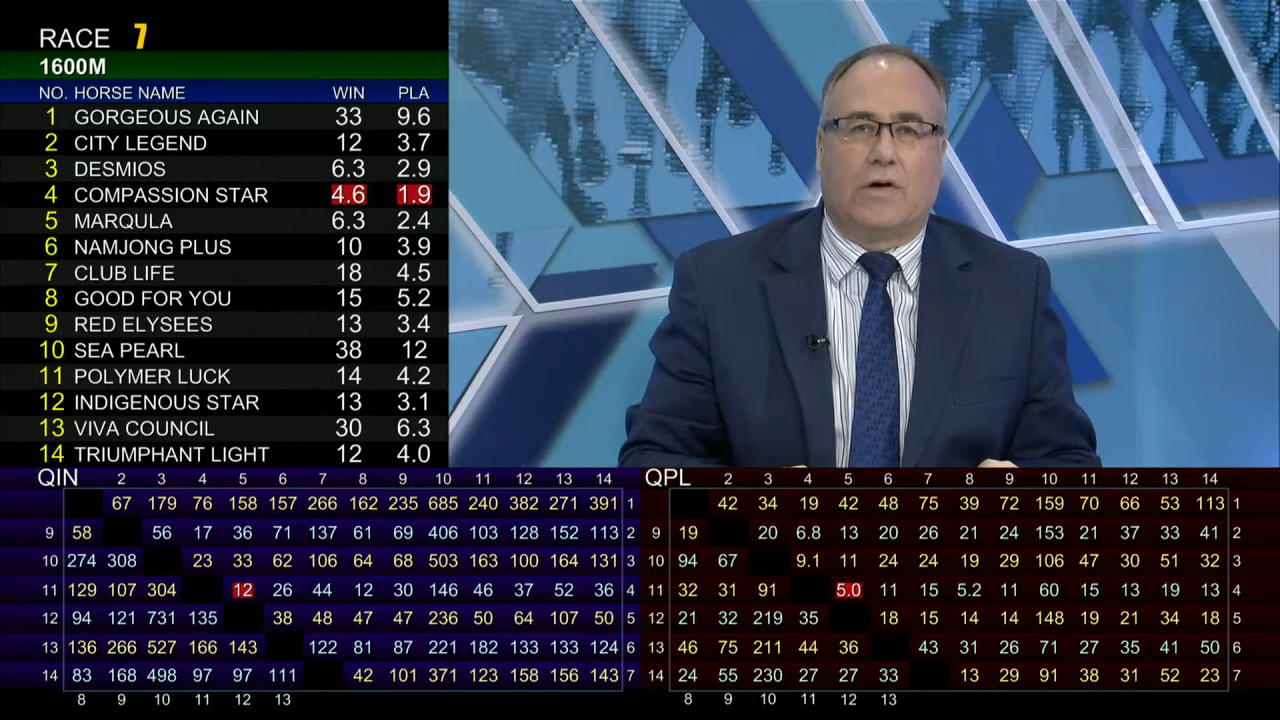 RACE 7
1600M
NO. HORSE NAME WIN PLA
1 GORGEOUS AGAIN 33 9.6
2 CITY LEGEND 12 3.7
3 DESMIOS 6.3 2.9
4 COMPASSION STAR 4.6 1.9
5 MARQULA 6.3 2.4
6 NAMJONG PLUS 10 3.9
7 CLUB LIFE 18 4.5
8 GOOD FOR YOU 15 5.2
9 RED ELYSEES 13 3.4
10 SEA PEARL 38 12
11 POLYMER LUCK 14 4.2
12 INDIGENOUS STAR 13 3.1
13 VIVA COUNCIL 30 6.3
14 TRIUMPHANT LIGHT 12 4.0
QIN 2 3 4 5 6 7 8 9 10 11 12 13 14
67 179 76 158 157 266 162 235 685 240 382 271 391 1
9 58 56 17 36 71 137 61 69 406 103 128 152 113 2
10 274 308 23 33 62 106 64 68 503 163 100 164 131 3
11 129 107 304 12 26 44 12 30 146 46 37 52 36 4
12 94 121 731 135 38 48 47 47 236 50 64 107 50 5
13 136 266 527 166 143 122 81 87 221 182 133 133 124 6
14 83 168 498 97 97 111 42 101 371 123 158 156 143 7
8 9 10 11 12 13
QPL 2 3 4 5 6 7 8 9 10 11 12 13 14
42 34 19 42 48 75 39 72 159 70 66 53 113 1
9 19 20 6.8 13 20 26 21 24 153 21 37 33 41 2
10 94 67 9.1 11 24 24 19 29 106 47 30 51 32 3
11 32 31 91 5.0 11 15 5.2 11 60 15 13 19 13 4
12 21 32 219 35 18 15 14 14 148 19 21 34 18 5
13 46 75 211 44 36 43 31 26 71 27 35 41 50 6
14 24 55 230 27 27 33 13 29 91 38 31 52 23 7
8 9 10 11 12 13